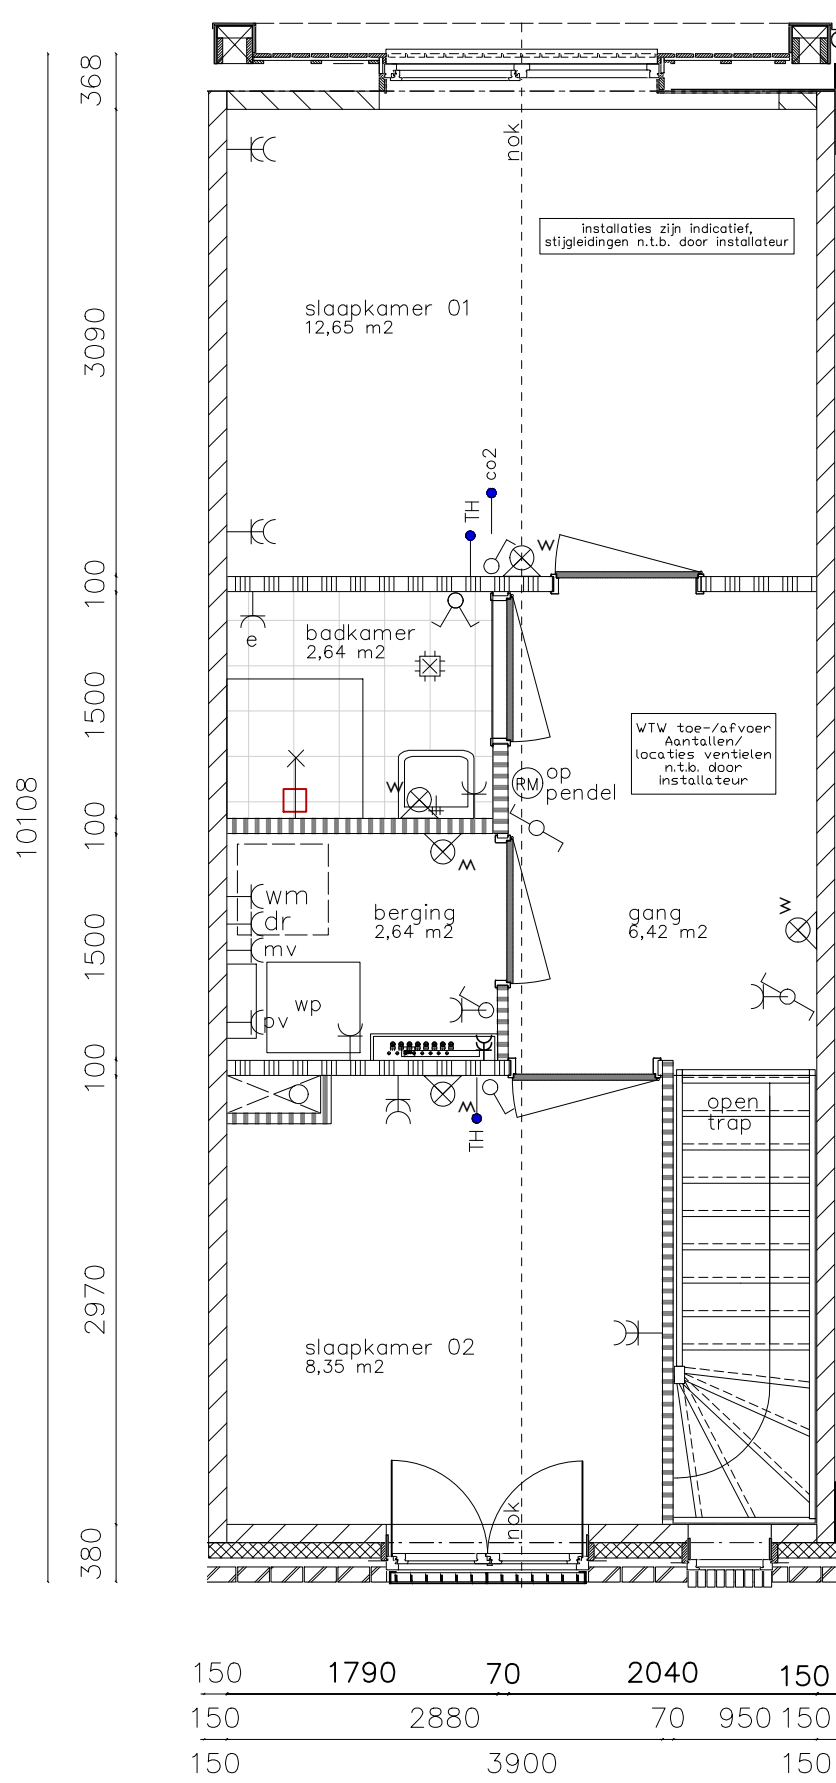 368
nok
installaties zijn indicatief,
stijgleidingen n.t.b. door installateur
slaapkamer 01
12,65 m2
3090
co2
TH
W
100
badkamer
2,64 m2
e
1500
WTW toe-/afvoer
Aantallen/
locaties ventielen
n.t.b. door
installateur
W
RM
op
pendel
10108
100
W
wm
dr
mv
berging
2,64 m2
gang
6,42 m2
W
1500
wp
pv
100
W
TH
open
trap
2970
slaapkamer 02
8,35 m2
nok
380
150 1790 70 2040 150
150 2880 70 950 150
150 3900 150